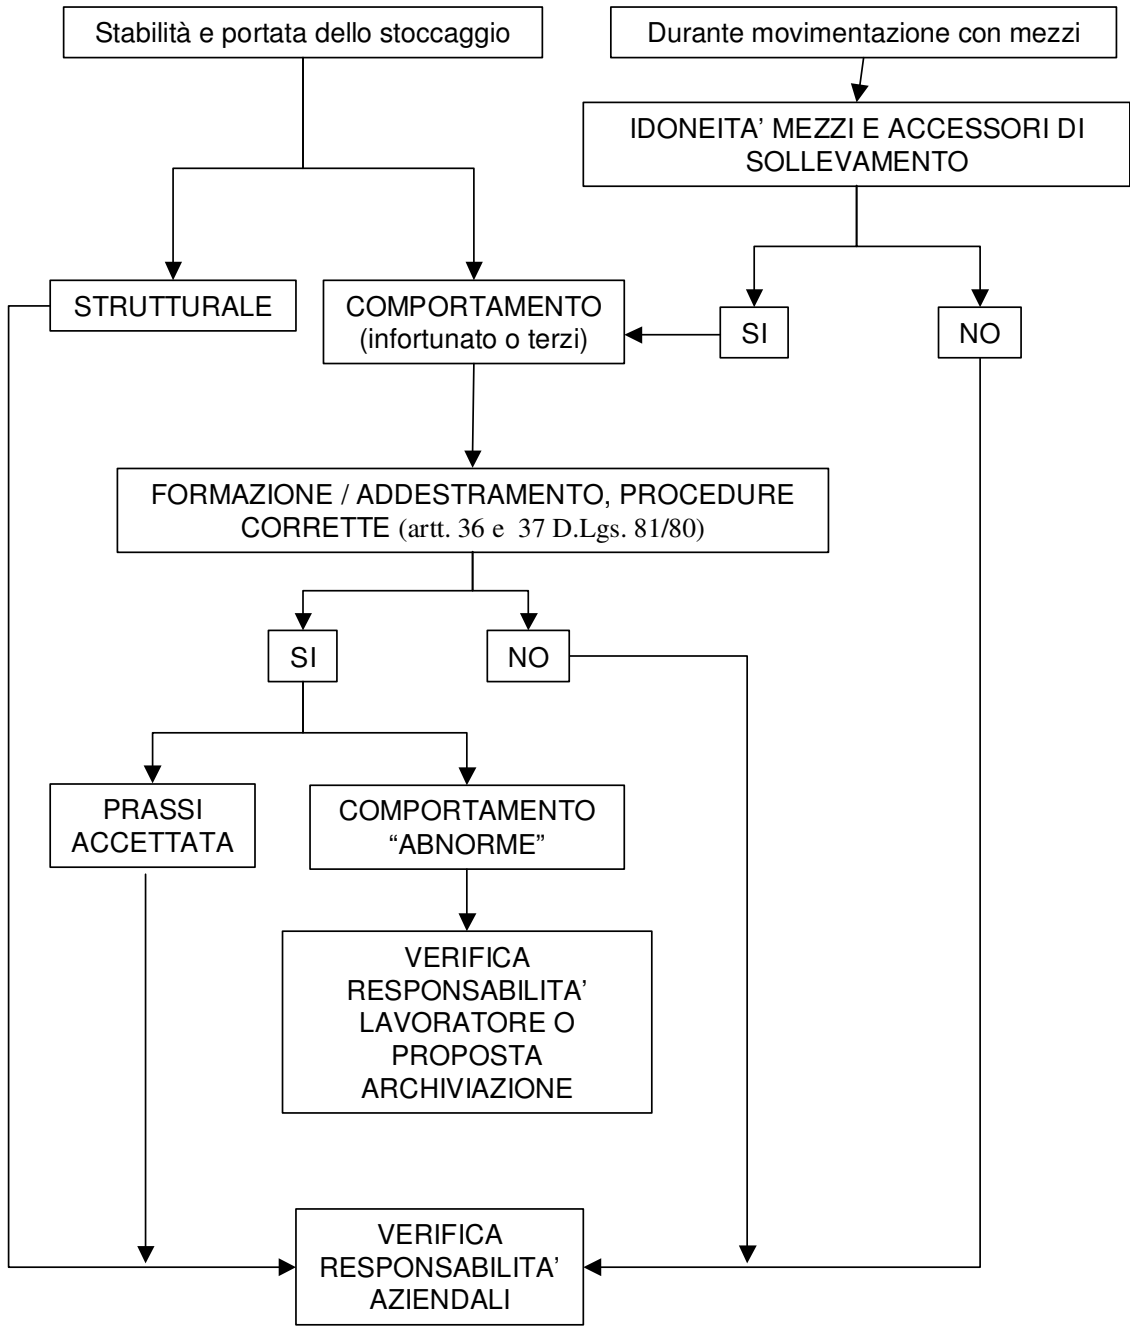 Stabilità e portata dello stoccaggio
Durante movimentazione con mezzi
IDONEITA’ MEZZI E ACCESSORI DI
SOLLEVAMENTO
STRUTTURALE
COMPORTAMENTO
(infortunato o terzi)
SI
NO
FORMAZIONE / ADDESTRAMENTO, PROCEDURE
CORRETTE (artt. 36 e  37 D.Lgs. 81/80)
SI
NO
PRASSI
ACCETTATA
COMPORTAMENTO
“ABNORME”
VERIFICA
RESPONSABILITA’
LAVORATORE O
PROPOSTA
ARCHIVIAZIONE
VERIFICA
RESPONSABILITA’
AZIENDALI